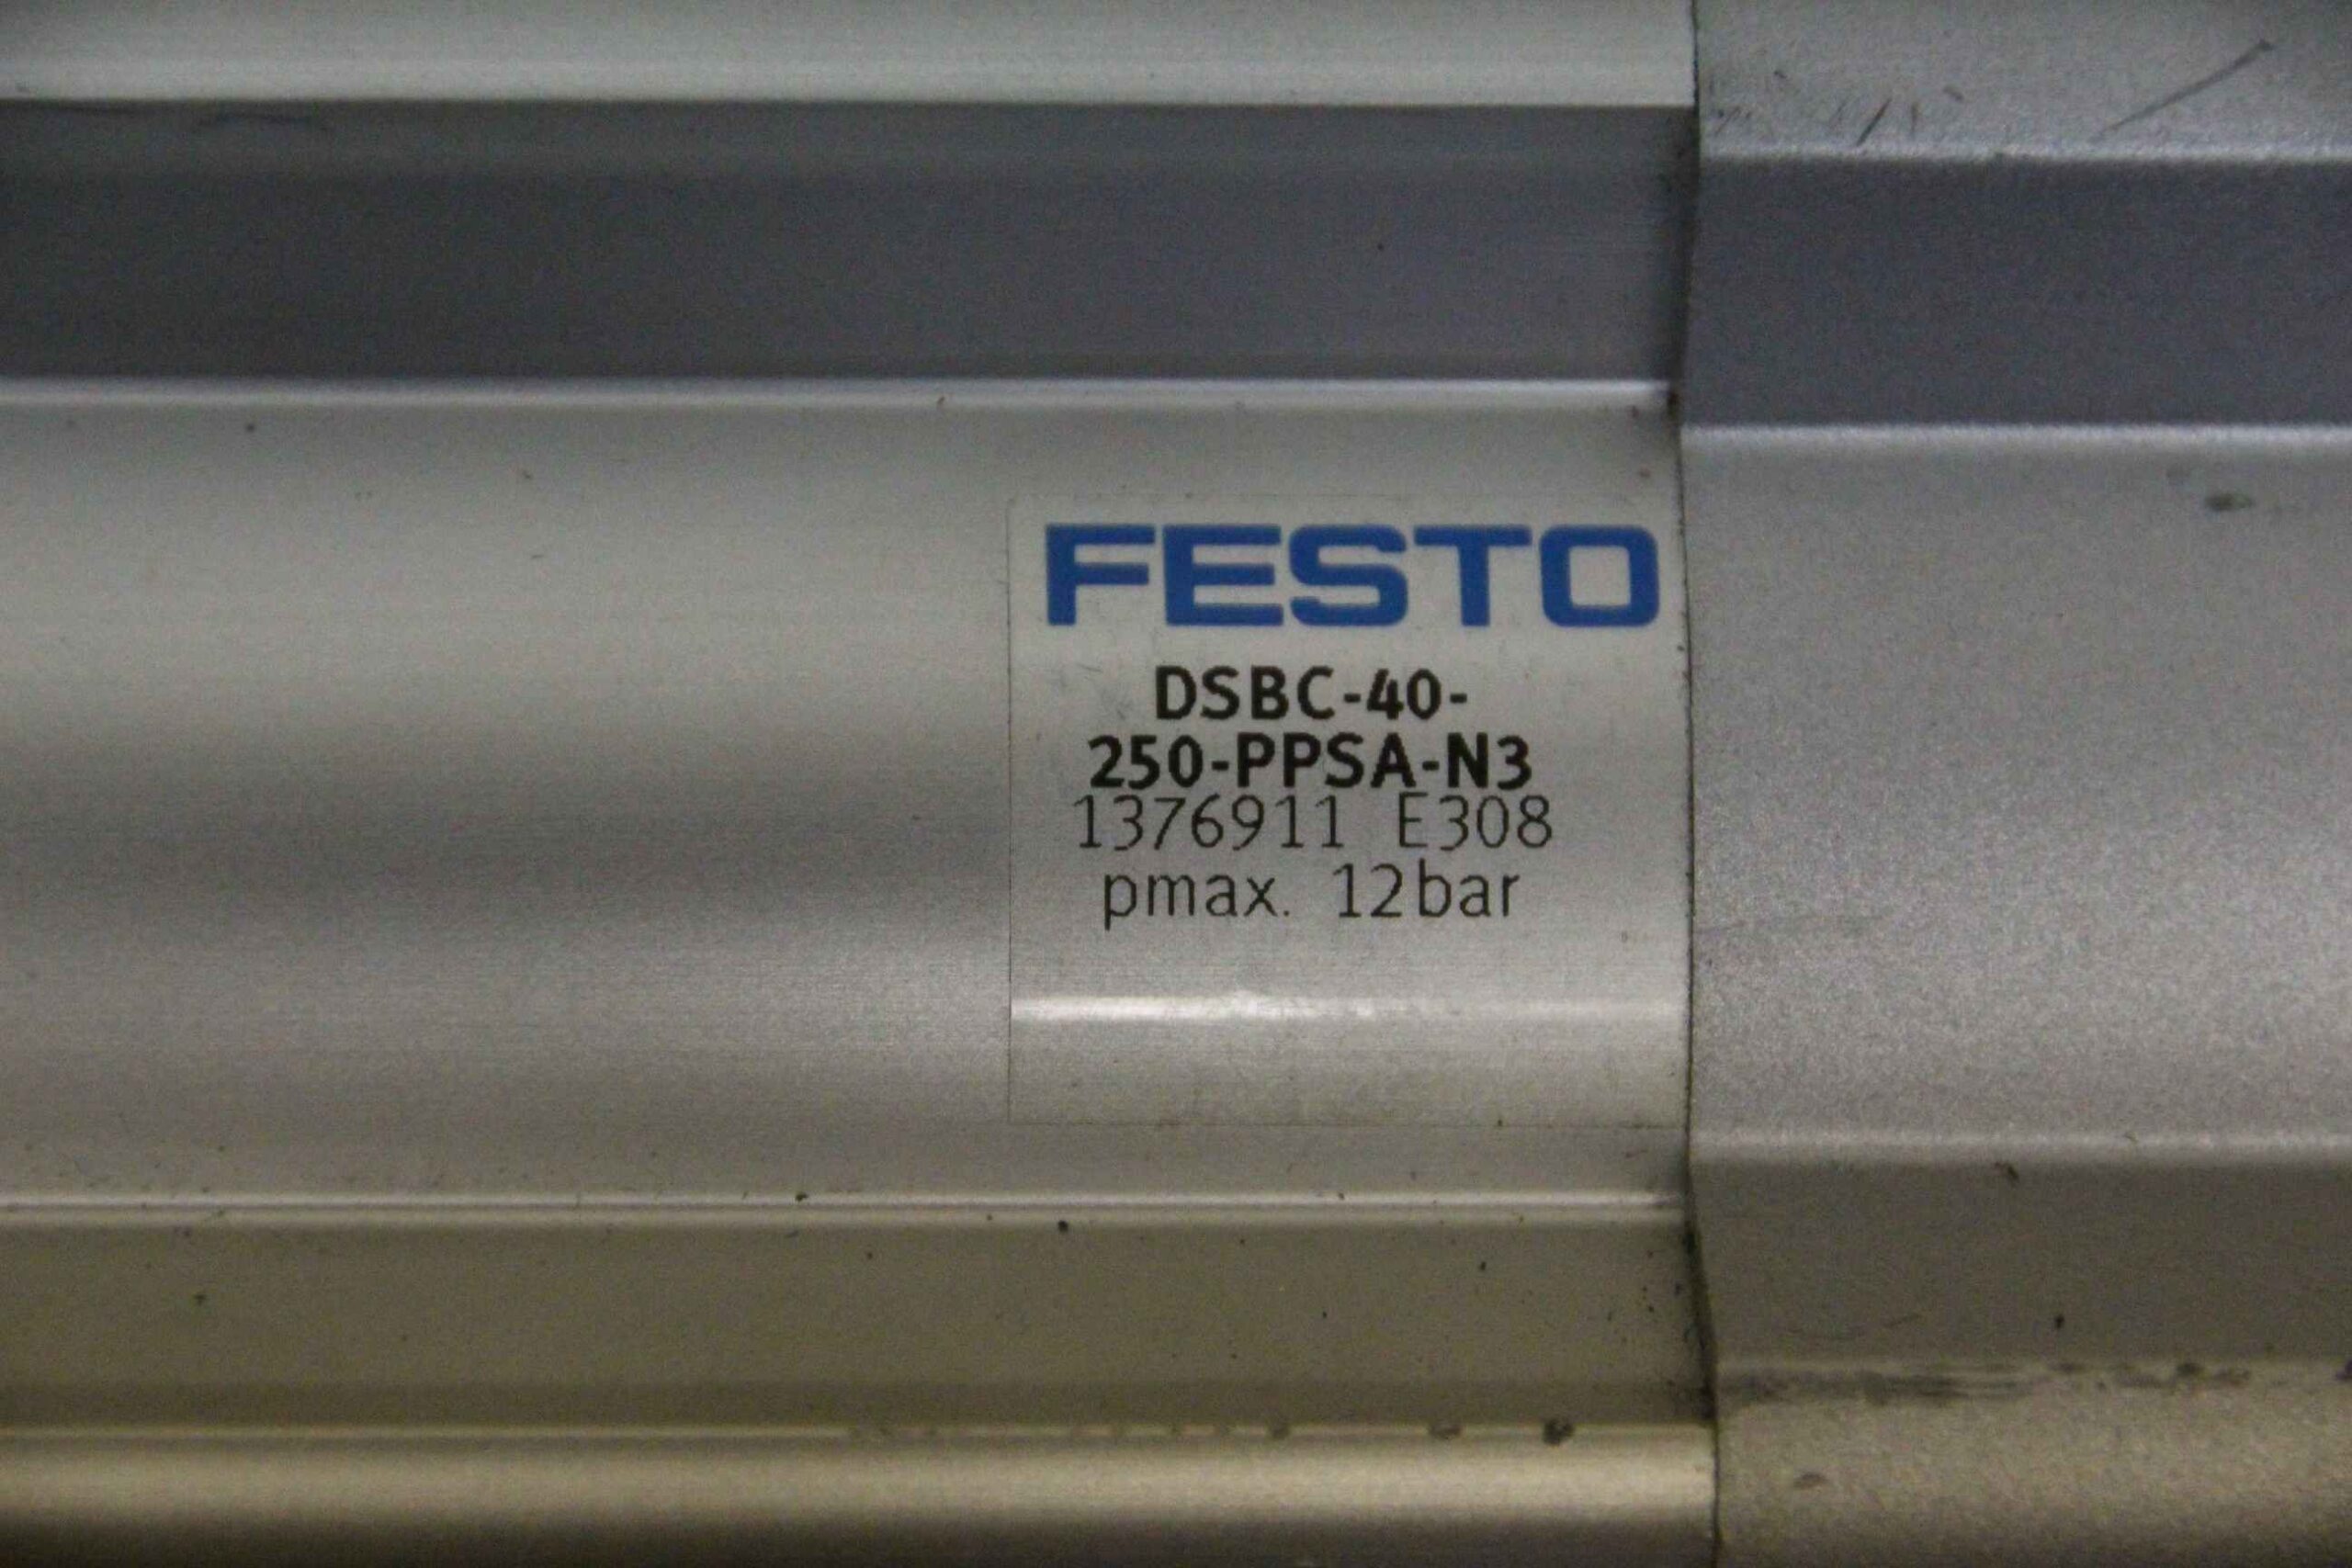 FESTO
DSBC-40-
250-PPSA-N3
1376911 E308
pmax. 12bar